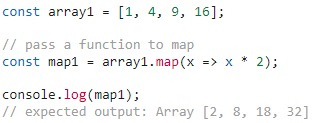 const array1 = [1, 4, 9, 16];
// pass a function to map
const map1 = array1.map(x => x * 2);
console.log(map1);
// expected output: Array [2, 8, 18, 32]